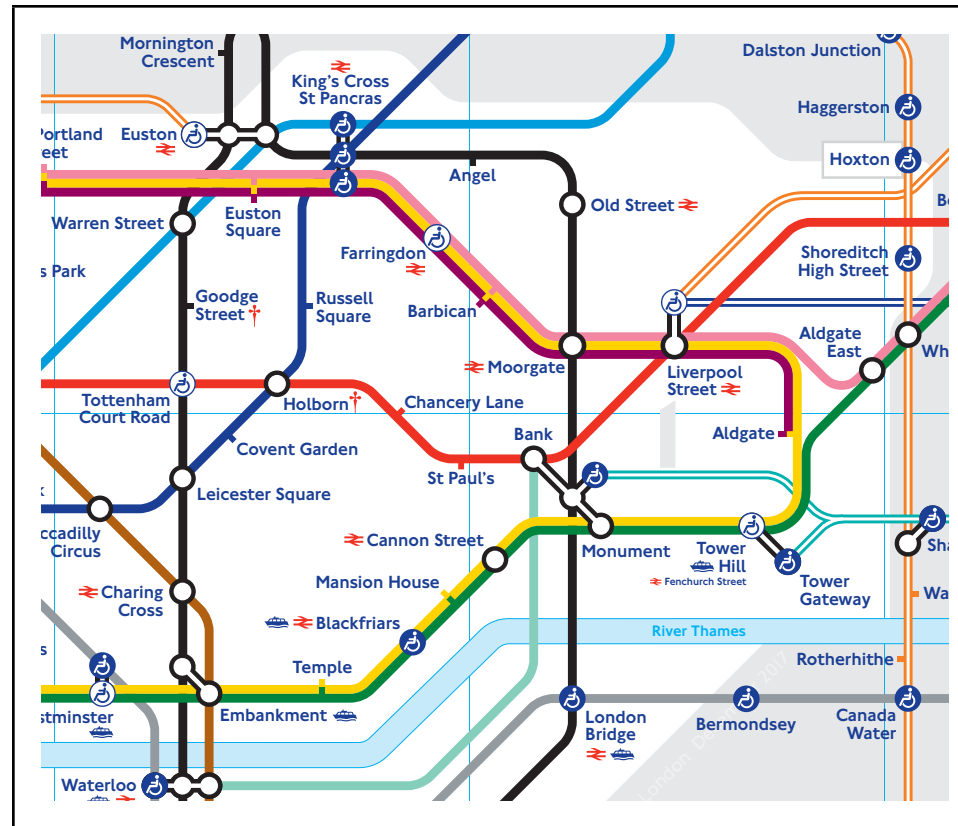 Mornington
Crescent
King's Cross
St Pancras
Dalston Junction
Haggerston
Portland
Euston
Hoxton
Angel
Warren Street
Euston
Square
Old Street
Farringdon
Shoreditch
High Street
s Park
Goodge
Street†
Russell
Square
Barbican
Aldgate
East
Wh
Moorgate
Liverpool
Street
Tottenham
Court Road
Holborn†
Chancery Lane
Bank
Aldgate
Covent Garden
St Paul's
Leicester Square
ccadilly
Circus
Cannon Street
Monument
Tower
Hill
Fenchurch Street
Sha
Mansion House
Tower
Gateway
Charing
Cross
Wa
Blackfriars
River Thames
Temple
Rotherhithe
stminster
Embankment
London
Bridge
Bermondsey
Canada
Water
Waterloo